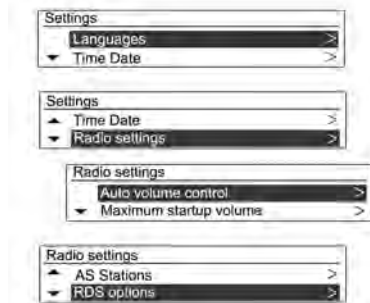 Settings
Languages >
Time Date >
Settings
Time Date >
Radio settings >
Radio settings
Auto volume control >
Maximum startup volume >
Radio settings
AS Stations >
RDS options >